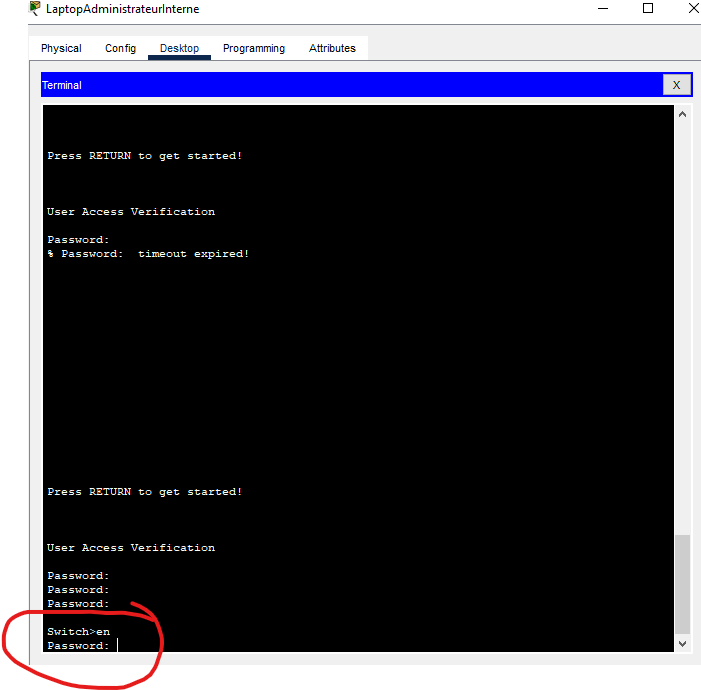 LaptopAdministrateurInterne
Physical Config Desktop Programming Attributes
Terminal X
Press RETURN to get started!
User Access Verification
Password:
% Password:  timeout expired!
Press RETURN to get started!
User Access Verification
Password:
Password:
Password:
Switch>en
Password: